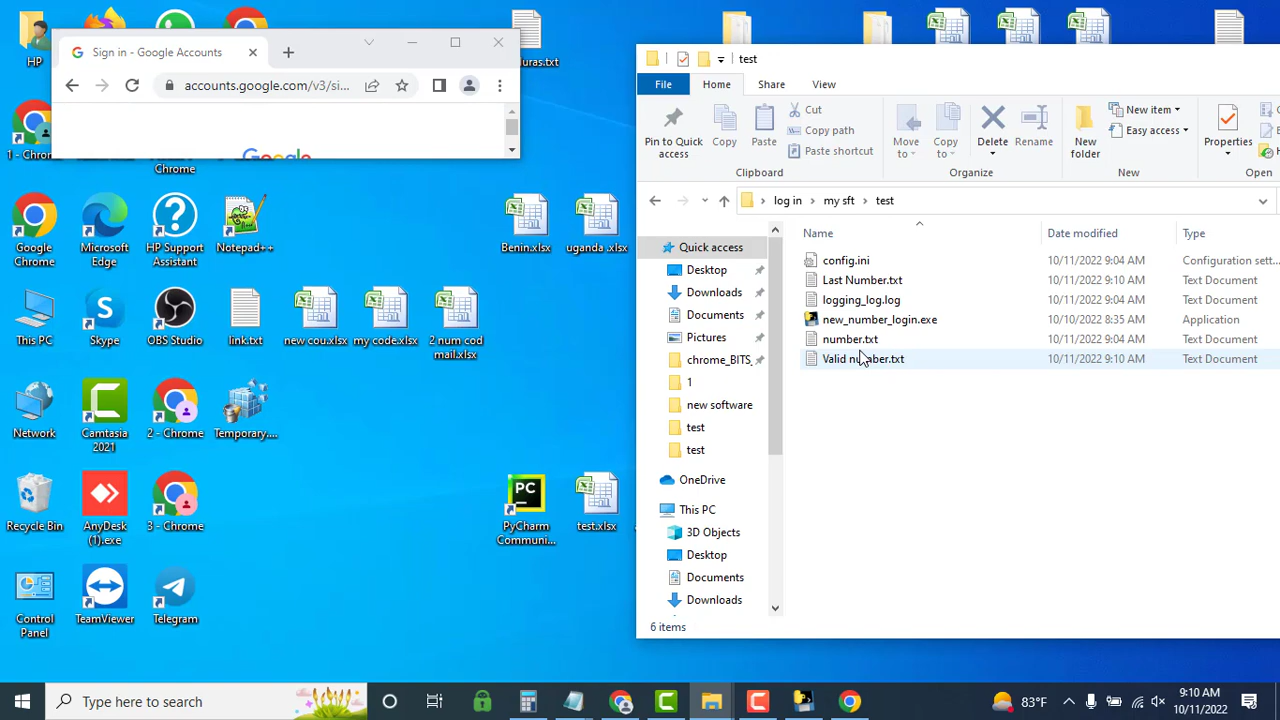 HP
iuras.txt
Sign in - Google Accounts
accounts.google.com/v3/si...
Google
1 - Chrom
Chrome
test
File
Home
Share
View
Pin to Quick access
Copy
Paste
Cut
Copy path
Paste shortcut
Move to
Copy to
Delete
Rename
New folder
New item
Easy access
Properties
Clipboard
Organize
New
Open
log in
my sft
test
Name
Date modified
Type
Quick access
Desktop
Downloads
Documents
Pictures
chrome_BITS_
1
new software
test
test
OneDrive
This PC
3D Objects
Desktop
Documents
Downloads
config.ini 10/11/2022 9:04 AM Configuration sett...
Last Number.txt 10/11/2022 9:10 AM Text Document
logging_log.log 10/11/2022 9:04 AM Text Document
new_number_login.exe 10/10/2022 8:35 AM Application
number.txt 10/11/2022 9:04 AM Text Document
Valid number.txt 10/11/2022 9:10 AM Text Document
6 items
Google Chrome
Microsoft Edge
HP Support Assistant
Notepad++
Benin.xlsx
uganda .xlsx
This PC
Skype
OBS Studio
link.txt
new cou.xlsx
my code.xlsx
2 num cod mail.xlsx
Network
Camtasia 2021
2 - Chrome
Temporary....
Recycle Bin
AnyDesk (1).exe
3 - Chrome
PC
PyCharm Communi...
test.xlsx
Control Panel
TeamViewer
Telegram
Type here to search
83°F
9:10 AM
10/11/2022